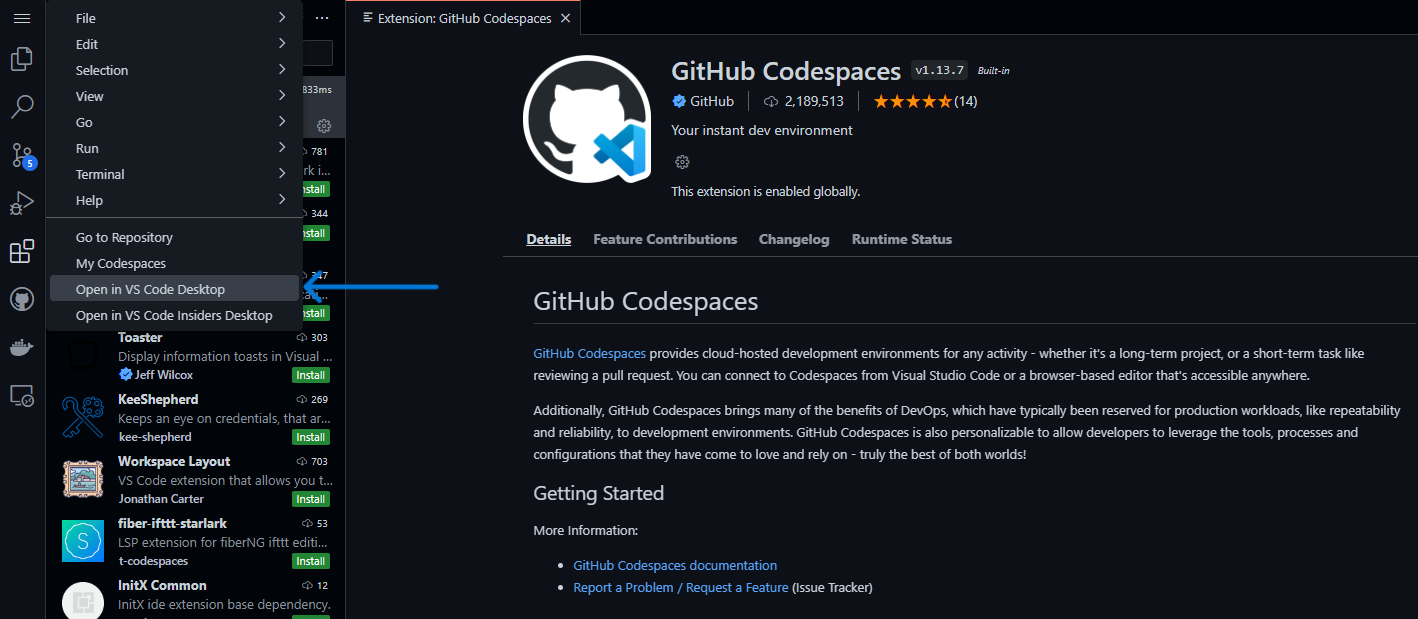 File
Edit
Selection
View
Go
Run
Terminal
Help
Go to Repository
My Codespaces
Open in VS Code Desktop
Open in VS Code Insiders Desktop
5
833ms
781
rk i...
344
Install
Toaster 303
Display information toasts in Visual ...
Jeff Wilcox Install
KeeShepherd 269
Keeps an eye on credentials, that ar...
kee-shepherd Install
Workspace Layout 703
VS Code extension that allows you t...
Jonathan Carter Install
fiber-ifttt-starlark 53
LSP extension for fiberNG ifttt editi...
t-codespaces Install
InitX Common 12
InitX ide extension base dependency.
Extension: GitHub Codespaces
GitHub Codespaces v1.13.7 Built-in
GitHub 2,189,513 (14)
Your instant dev environment
This extension is enabled globally.
Details Feature Contributions Changelog Runtime Status
GitHub Codespaces
GitHub Codespaces provides cloud-hosted development environments for any activity - whether it's a long-term project, or a short-term task like
reviewing a pull request. You can connect to Codespaces from Visual Studio Code or a browser-based editor that's accessible anywhere.
Additionally, GitHub Codespaces brings many of the benefits of DevOps, which have typically been reserved for production workloads, like repeatability
and reliability, to development environments. GitHub Codespaces is also personalizable to allow developers to leverage the tools, processes and
configurations that they have come to love and rely on - truly the best of both worlds!
Getting Started
More Information:
GitHub Codespaces documentation
Report a Problem / Request a Feature (Issue Tracker)